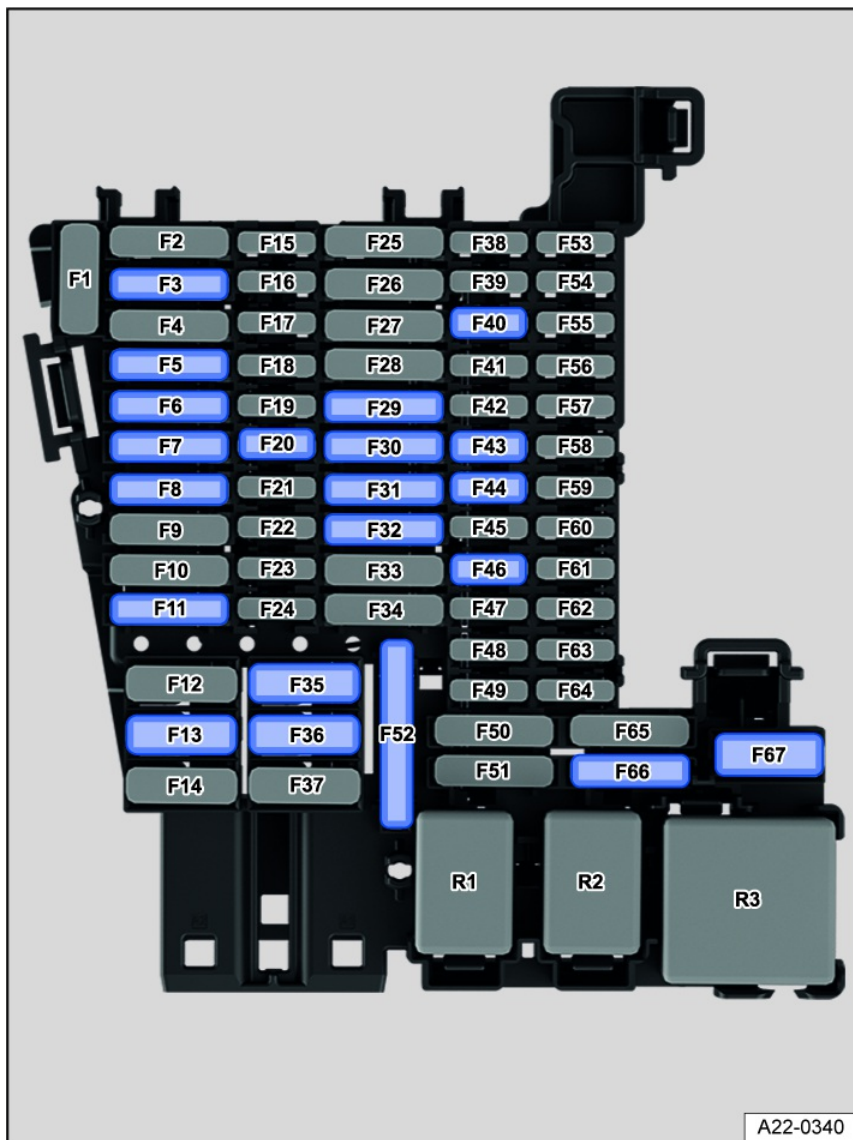 F1
F2 F15 F25 F38 F53
F3 F16 F26 F39 F54
F4 F17 F27 F40 F55
F5 F18 F28 F41 F56
F6 F19 F29 F42 F57
F7 F20 F30 F43 F58
F8 F21 F31 F44 F59
F9 F22 F32 F45 F60
F10 F23 F33 F46 F61
F11 F24 F34 F47 F62
F48 F63
F12 F35 F49 F64
F13 F36 F52 F50 F65
F14 F37 F51 F66 F67
R1 R2 R3
A22-0340